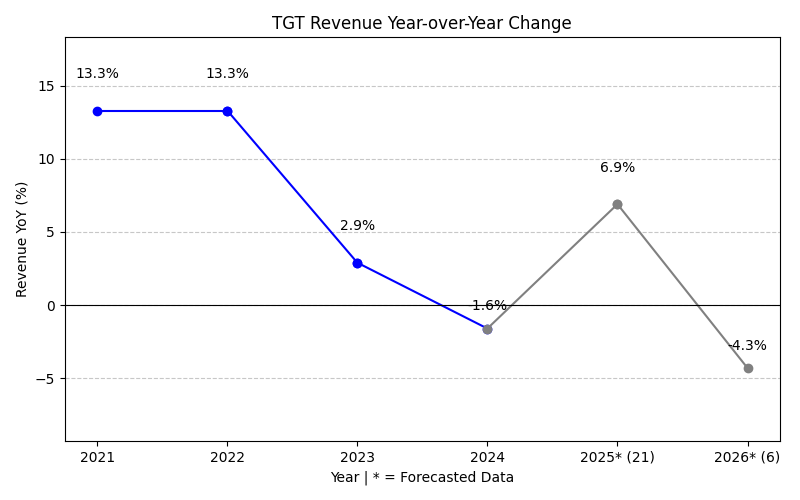 TGT Revenue Year-over-Year Change
13.3%
13.3%
2.9%
-1.6%
6.9%
-4.3%
Revenue YoY (%)
15
10
5
0
−5
2021 2022 2023 2024 2025* (21) 2026* (6)
Year | * = Forecasted Data